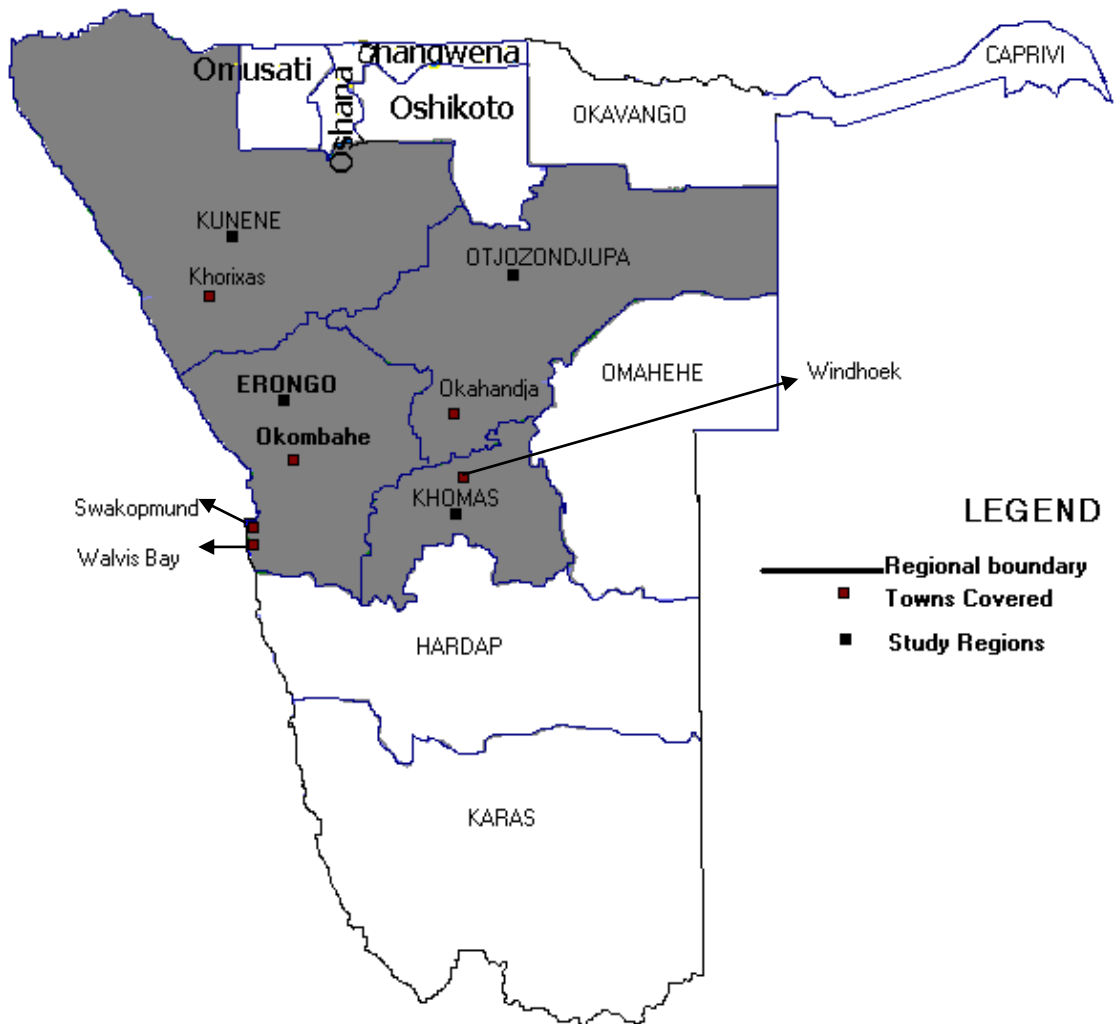 Omusati
Oshana
hangwena
Oshikoto
OKAVANGO
CAPRIVI
KUNENE
Khorixas
OTJOZONDJUPA
ERONGO
Okahandja
OMAHEHE
Windhoek
Okombahe
Swakopmund
Walvis Bay
KHOMAS
HARDAP
KARAS
LEGEND
Regional boundary
Towns Covered
Study Regions